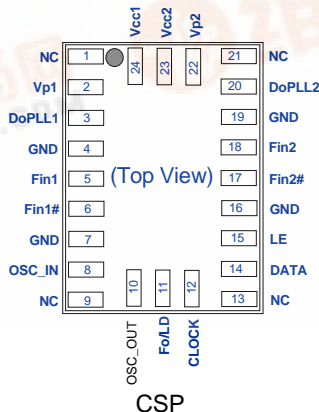 Vcc1 Vcc2 Vp2
24 23 22
NC 1 21 NC
Vp1 2 20 DoPLL2
DoPLL1 3 19 GND
GND 4 18 Fin2
Fin1 5 (Top View) 17 Fin2#
Fin1# 6 16 GND
GND 7 15 LE
OSC_IN 8 14 DATA
NC 9 13 NC
10 11 12
OSC_OUT Fo/LD CLOCK
CSP